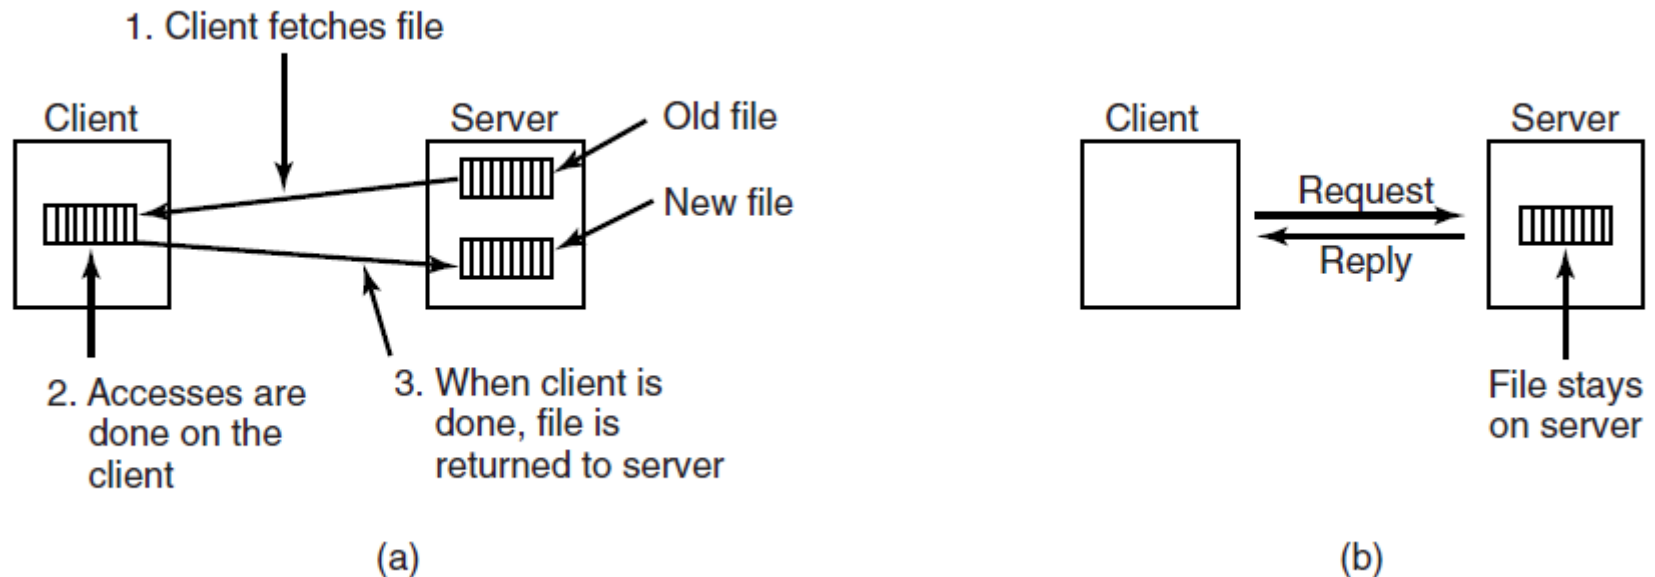 1. Client fetches file
Client
Server
Old file
New file
2. Accesses are
done on the
client
3. When client is
done, file is
returned to server
(a)
Client
Server
Request
Reply
File stays
on server
(b)